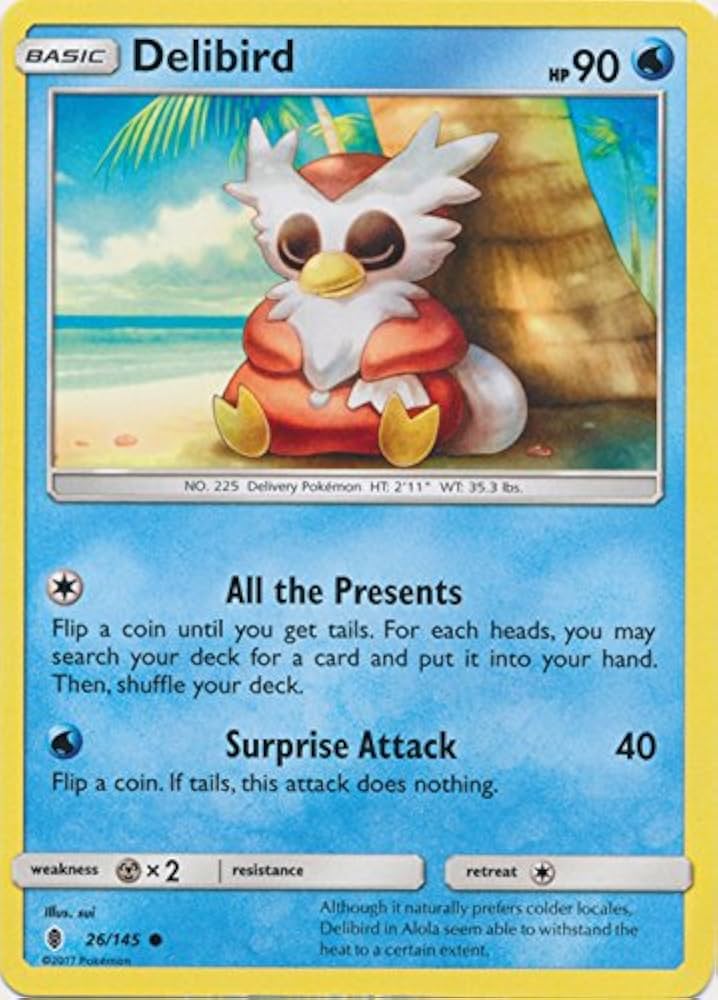 BASIC Delibird HP 90
NO. 225 Delivery Pokémon HT: 2'11" WT: 35.3 lbs.
All the Presents
Flip a coin until you get tails. For each heads, you may
search your deck for a card and put it into your hand.
Then, shuffle your deck.
Surprise Attack 40
Flip a coin. If tails, this attack does nothing.
weakness ×2 resistance retreat
Illus. sui
26/145
©2017 Pokémon
Although it naturally prefers colder locales,
Delibird in Alola seem able to withstand the
heat to a certain extent.